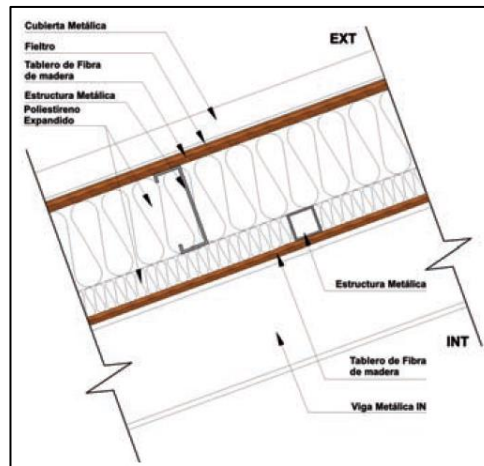 Cubierta Metálica
EXT
Fieltro
Tablero de Fibra
de madera
Estructura Metálica
Poliestireno
Expandido
Estructura Metálica
INT
Tablero de Fibra
de madera
Viga Metálica IN